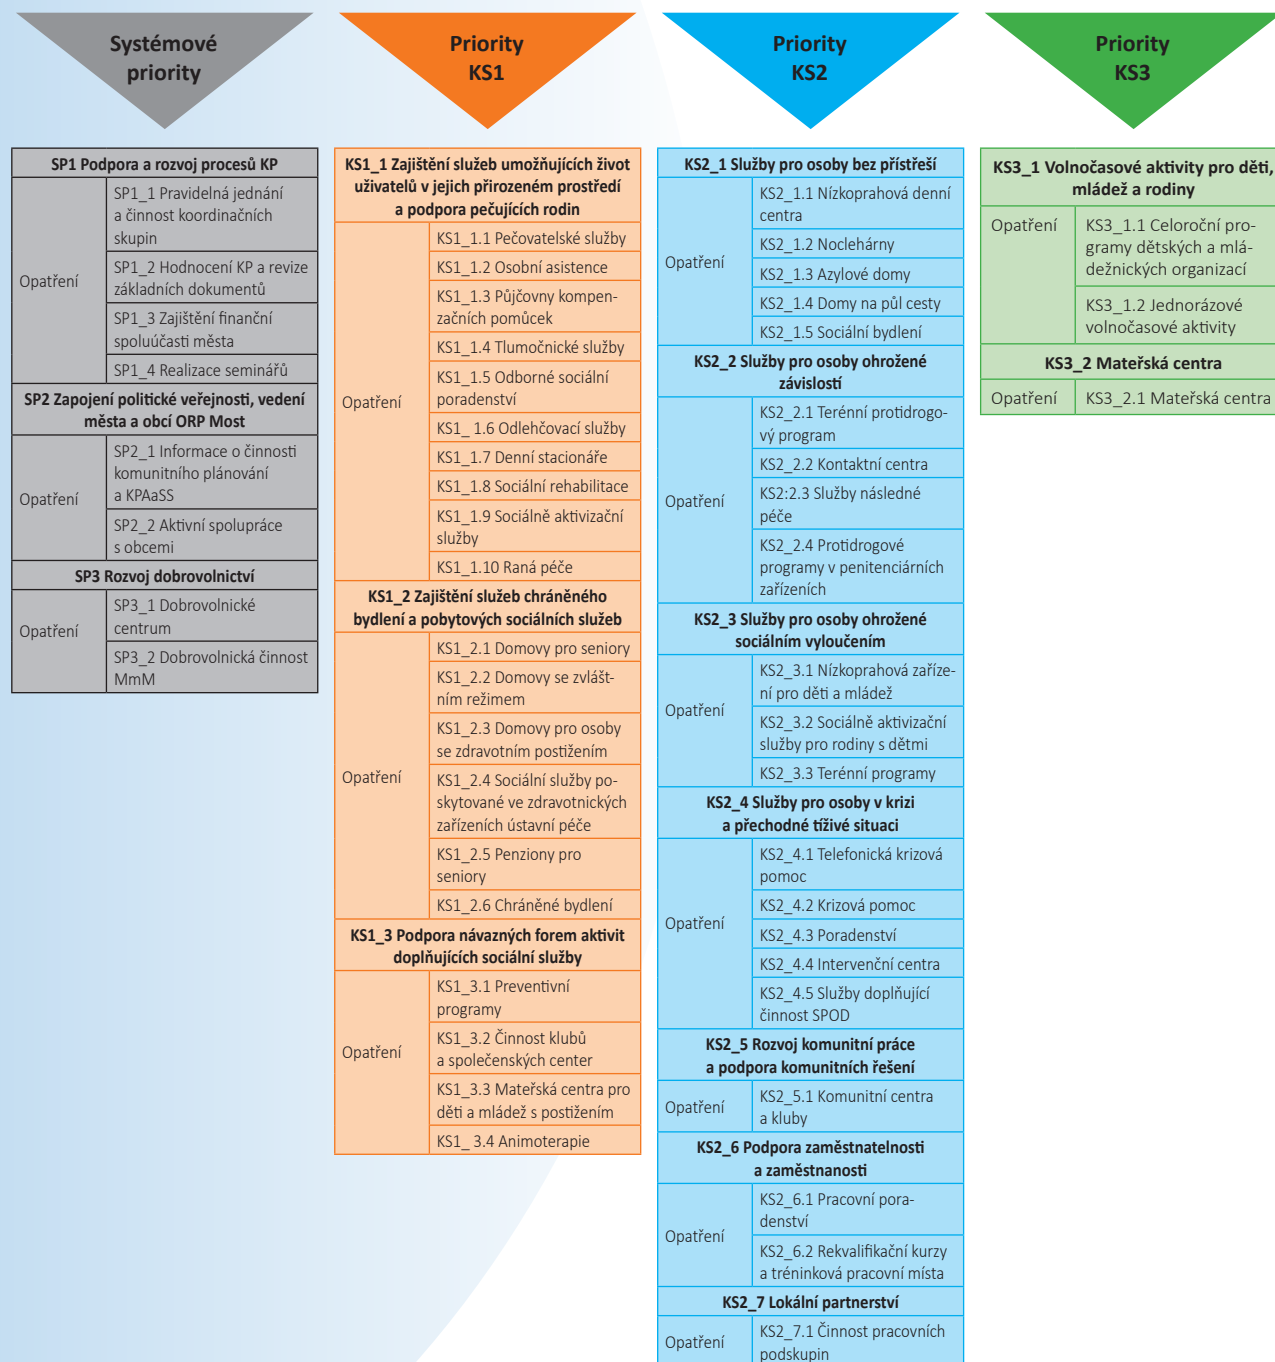 Systémové
priority
SP1 Podpora a rozvoj procesů KP
Opatření
SP1_1 Pravidelná jednání
a činnost koordinačních
skupin
SP1_2 Hodnocení KP a revize
základních dokumentů
SP1_3 Zajištění finanční
spoluúčasti města
SP1_4 Realizace seminářů
SP2 Zapojení politické veřejnosti, vedení
města a obcí ORP Most
Opatření
SP2_1 Informace o činnosti
komunitního plánování
a KPAaSS
SP2_2 Aktivní spolupráce
s obcemi
SP3 Rozvoj dobrovolnictví
Opatření
SP3_1 Dobrovolnické
centrum
SP3_2 Dobrovolnická činnost
MmM
Priority
KS1
KS1_1 Zajištění služeb umožňujících život
uživatelů v jejich přirozeném prostředí
a podpora pečujících rodin
Opatření
KS1_1.1 Pečovatelské služby
KS1_1.2 Osobní asistence
KS1_1.3 Půjčovny kompen-
začních pomůcek
KS1_1.4 Tlumočnické služby
KS1_1.5 Odborné sociální
poradenství
KS1_ 1.6 Odlehčovací služby
KS1_1.7 Denní stacionáře
KS1_1.8 Sociální rehabilitace
KS1_1.9 Sociálně aktivizační
služby
KS1_1.10 Raná péče
KS1_2 Zajištění služeb chráněného
bydlení a pobytových sociálních služeb
Opatření
KS1_2.1 Domovy pro seniory
KS1_2.2 Domovy se zvlášt-
ním režimem
KS1_2.3 Domovy pro osoby
se zdravotním postižením
KS1_2.4 Sociální služby po-
skytované ve zdravotnických
zařízeních ústavní péče
KS1_2.5 Penziony pro
seniory
KS1_2.6 Chráněné bydlení
KS1_3 Podpora návazných forem aktivit
doplňujících sociální služby
Opatření
KS1_3.1 Preventivní
programy
KS1_3.2 Činnost klubů
a společenských center
KS1_3.3 Mateřská centra pro
děti a mládež s postižením
KS1_ 3.4 Animoterapie
Priority
KS2
KS2_1 Služby pro osoby bez přístřeší
Opatření
KS2_1.1 Nízkoprahová denní
centra
KS2_1.2 Noclehárny
KS2_1.3 Azylové domy
KS2_1.4 Domy na půl cesty
KS2_1.5 Sociální bydlení
KS2_2 Služby pro osoby ohrožené
závislostí
Opatření
KS2_2.1 Terénní protidrogo-
vý program
KS2_2.2 Kontaktní centra
KS2:2.3 Služby následné
péče
KS2_2.4 Protidrogové
programy v penitenciárních
zařízeních
KS2_3 Služby pro osoby ohrožené
sociálním vyloučením
Opatření
KS2_3.1 Nízkoprahová zaříze-
ní pro děti a mládež
KS2_3.2 Sociálně aktivizační
služby pro rodiny s dětmi
KS2_3.3 Terénní programy
KS2_4 Služby pro osoby v krizi
a přechodné tíživé situaci
Opatření
KS2_4.1 Telefonická krizová
pomoc
KS2_4.2 Krizová pomoc
KS2_4.3 Poradenství
KS2_4.4 Intervenční centra
KS2_4.5 Služby doplňující
činnost SPOD
KS2_5 Rozvoj komunitní práce
a podpora komunitních řešení
Opatření
KS2_5.1 Komunitní centra
a kluby
KS2_6 Podpora zaměstnatelnosti
a zaměstnanosti
Opatření
KS2_6.1 Pracovní pora-
denství
KS2_6.2 Rekvalifikační kurzy
a tréninková pracovní místa
KS2_7 Lokální partnerství
Opatření
KS2_7.1 Činnost pracovních
podskupin
Priority
KS3
KS3_1 Volnočasové aktivity pro děti,
mládež a rodiny
Opatření
KS3_1.1 Celoroční pro-
gramy dětských a mlá-
dežnických organizací
KS3_1.2 Jednorázové
volnočasové aktivity
KS3_2 Mateřská centra
Opatření
KS3_2.1 Mateřská centra